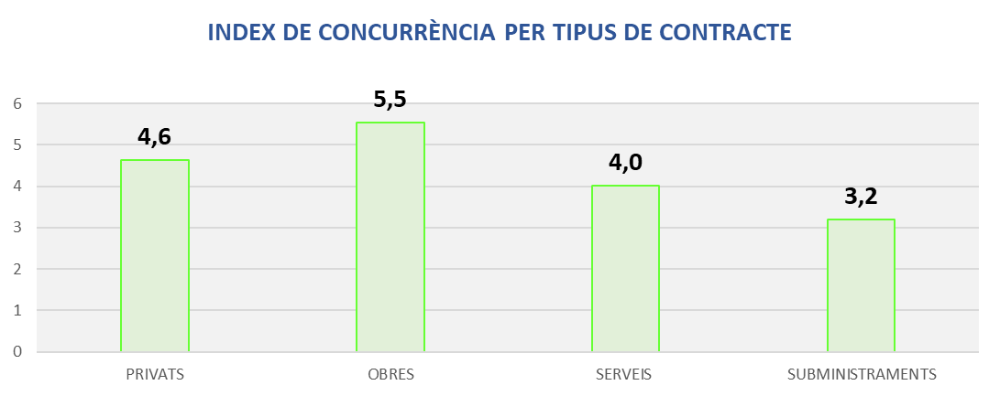 INDEX DE CONCURRÈNCIA PER TIPUS DE CONTRACTE
6
5
4
3
2
1
0
4,6
5,5
4,0
3,2
PRIVATS
OBRES
SERVEIS
SUBMINISTRAMENTS